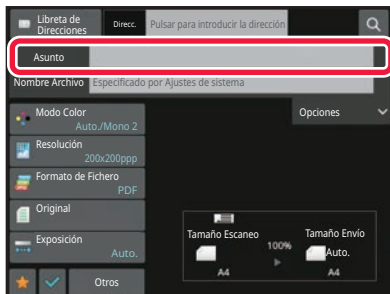 Libreta de
Direcciones
Direcc.
Pulsar para introducir la dirección
Asunto
Nombre Archivo
Especificado por Ajustes de sistema
Modo Color
Auto./Mono 2
Opciones
Resolución
200x200ppp
Formato de Fichero
PDF
Original
Exposición
Auto.
Tamaño Escaneo
100%
Tamaño Envío
Auto.
A4
A4
Otros